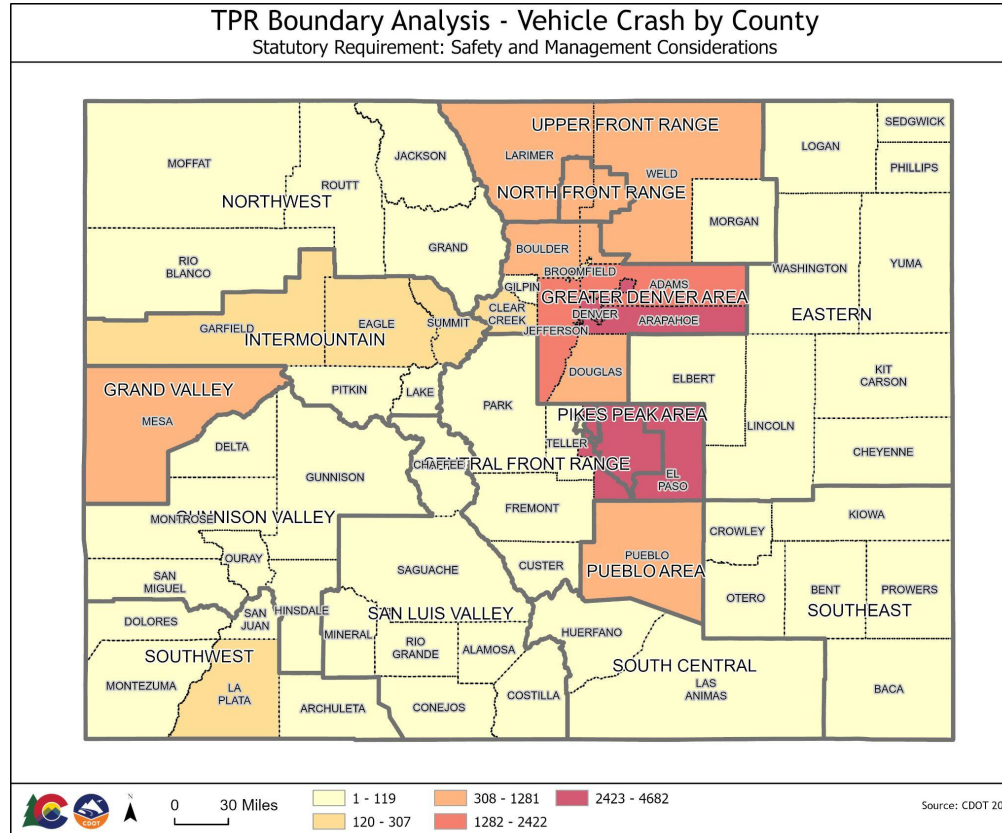 TPR Boundary Analysis - Vehicle Crash by County
Statutory Requirement: Safety and Management Considerations
SEDGWICK
UPPER FRONT RANGE
LOGAN
LARIMER
JACKSON
MOFFAT
PHILLIPS
WELD
ROUTT
NORTH FRONT RANGE
NORTHWEST
MORGAN
GRAND
BOULDER
RIO
BLANCO
YUMA
WASHINGTON
BROOMFIELD
GILPIN
ADAMS
GREATER DENVER AREA
CLEAR
CREEK
DENVER
EASTERN
ARAPAHOE
SUMMIT
EAGLE
GARFIELD
JEFFERSON
INTERMOUNTAIN
DOUGLAS
KIT
CARSON
ELBERT
GRAND VALLEY
PITKIN
LAKE
PARK
PIKES PEAK AREA
MESA
LINCOLN
TELLER
DELTA
CHEYENNE
CHAFFEE
CENTRAL FRONT RANGE
GUNNISON
EL
PASO
FREMONT
KIOWA
MONTROSE
GUNNISON VALLEY
CROWLEY
OURAY
PUEBLO
CUSTER
SAGUACHE
PUEBLO AREA
SAN
MIGUEL
BENT
PROWERS
OTERO
SOUTHEAST
SAN
JUAN
HINSDALE
SAN LUIS VALLEY
DOLORES
MINERAL
RIO
GRANDE
ALAMOSA
HUERFANO
SOUTHWEST
SOUTH CENTRAL
MONTEZUMA
LA
PLATA
LAS
ANIMAS
COSTILLA
BACA
ARCHULETA
CONEJOS
CDOT
0 30 Miles
1 - 119
120 - 307
308 - 1281
1282 - 2422
2423 - 4682
Source: CDOT 20